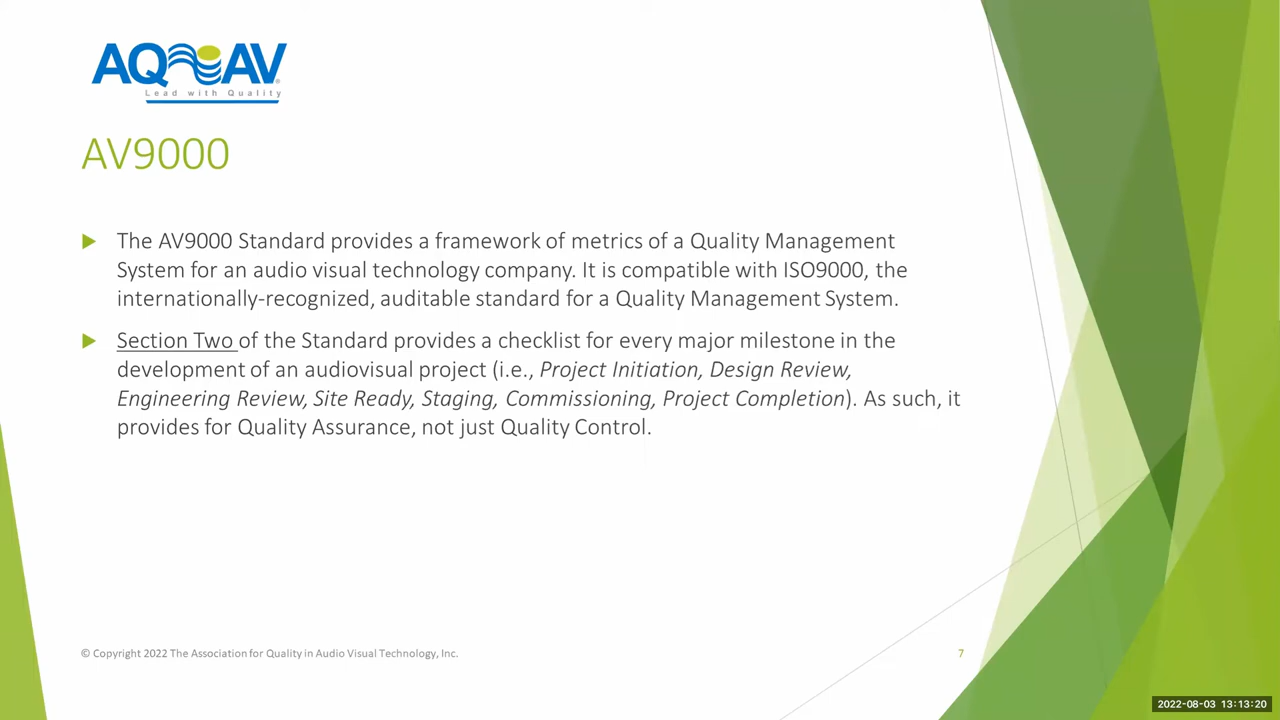 AQAV®
Lead with Quality
AV9000
The AV9000 Standard provides a framework of metrics of a Quality Management
System for an audio visual technology company. It is compatible with ISO9000, the
internationally-recognized, auditable standard for a Quality Management System.
Section Two of the Standard provides a checklist for every major milestone in the
development of an audiovisual project (i.e., Project Initiation, Design Review,
Engineering Review, Site Ready, Staging, Commissioning, Project Completion). As such, it
provides for Quality Assurance, not just Quality Control.
© Copyright 2022 The Association for Quality in Audio Visual Technology, Inc.
7
2022-08-03 13:13:20